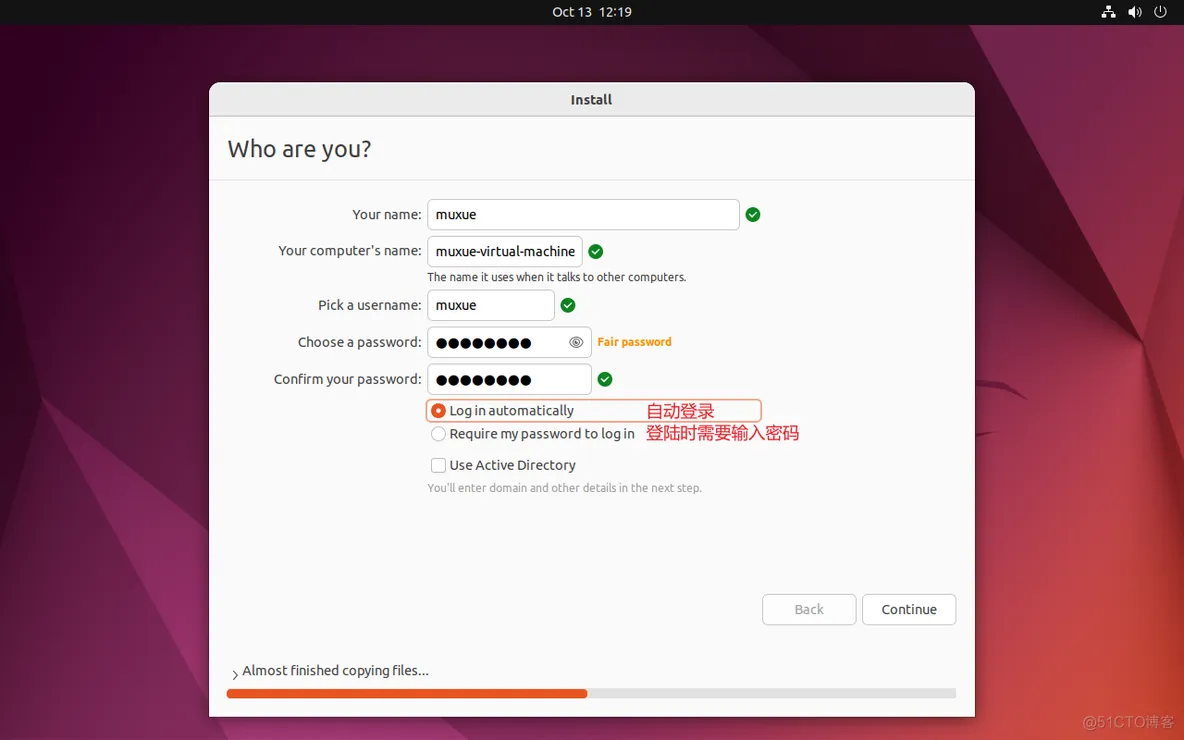 Oct 13 12:19
Install
Who are you?
Your name: muxue
Your computer's name: muxue-virtual-machine
The name it uses when it talks to other computers.
Pick a username: muxue
Choose a password: ●●●●●●●● Fair password
Confirm your password: ●●●●●●●●
Log in automatically 自动登录
Require my password to log in 登陆时需要输入密码
Use Active Directory
You'll enter domain and other details in the next step.
Back Continue
Almost finished copying files...
@51CTO博客